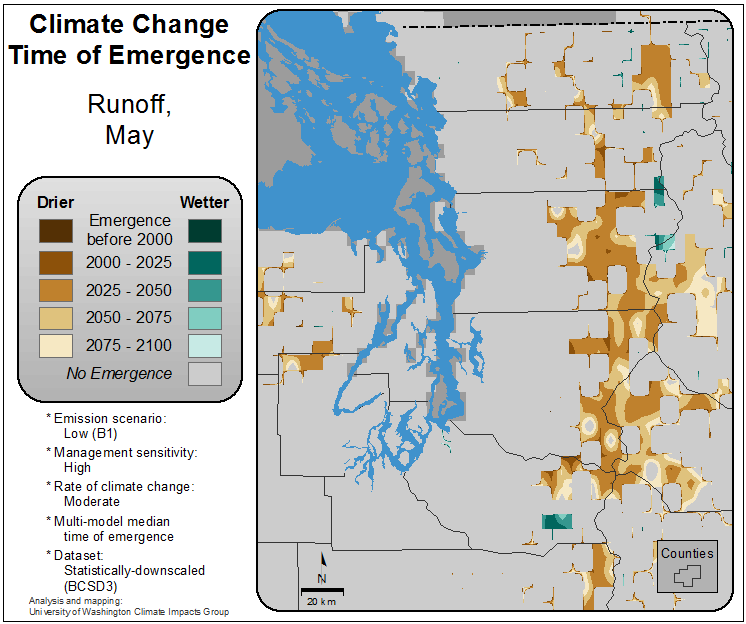 Climate Change
Time of Emergence
Runoff,
May
Drier Wetter
Emergence
before 2000
2000 - 2025
2025 - 2050
2050 - 2075
2075 - 2100
No Emergence
* Emission scenario:
Low (B1)
* Management sensitivity:
High
* Rate of climate change:
Moderate
* Multi-model median
time of emergence
* Dataset:
Statistically-downscaled
(BCSD3)
Analysis and mapping:
University of Washington Climate Impacts Group
N
20 km
Counties